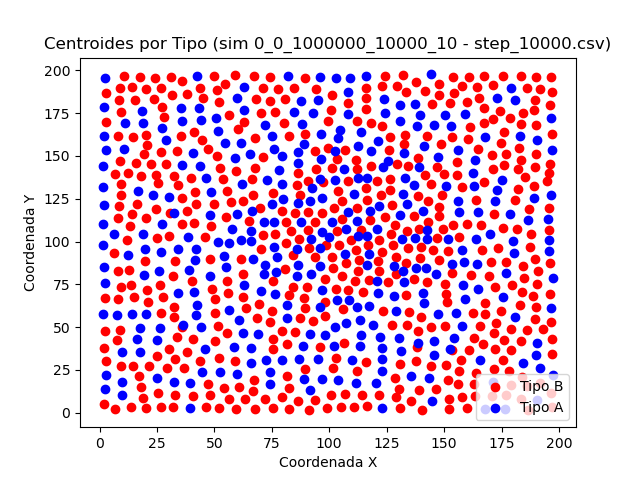 Centroides por Tipo (sim 0_0_1000000_10000_10 - step_10000.csv)
200
175
150
125
100
75
50
25
0
Coordenada Y
0 25 50 75 100 125 150 175 200
Coordenada X
Tipo B
Tipo A